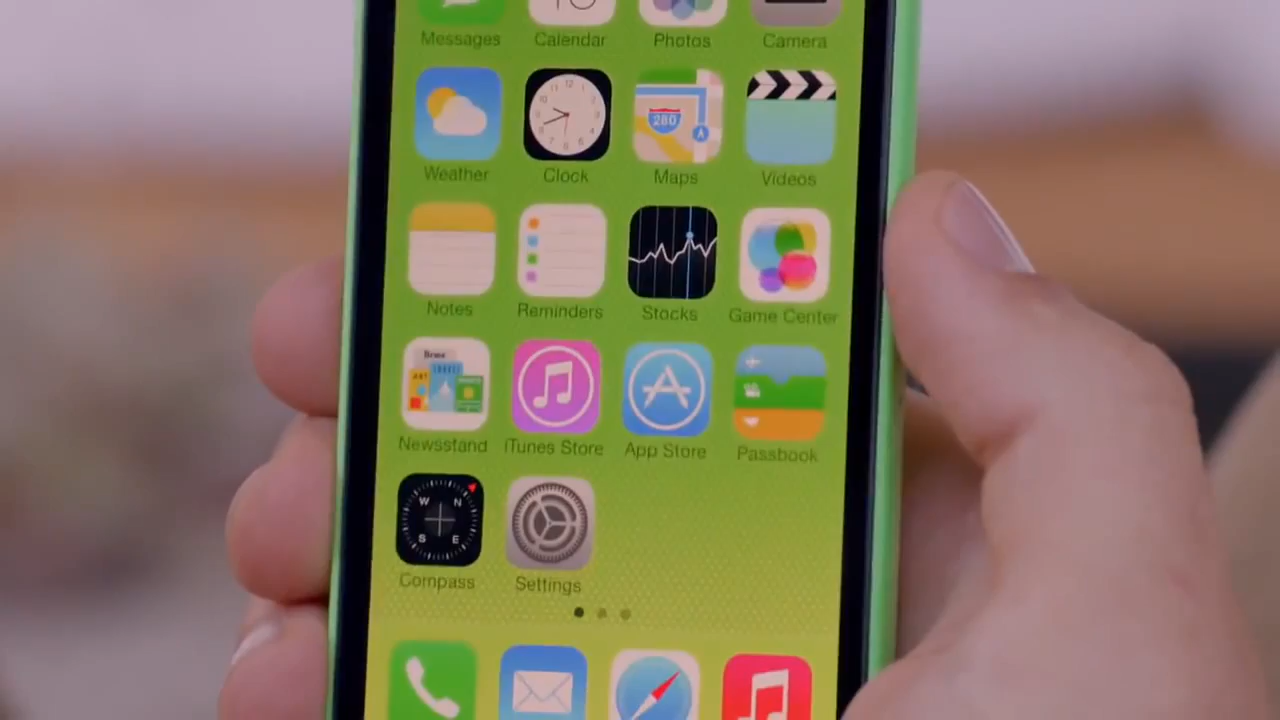 Messages Calendar Photos Camera
280
Weather Clock Maps Videos
Notes Reminders Stocks Game Center
Newsstand iTunes Store App Store Passbook
W N
S E
Compass Settings